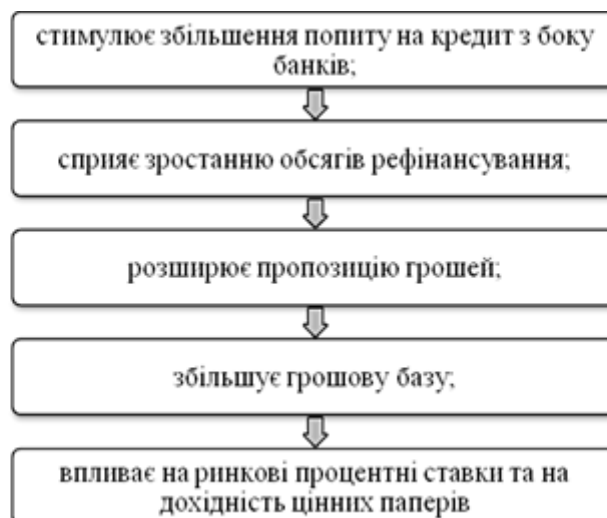 стимулює збільшення попиту на кредит з боку
банків;
сприяє зростанню обсягів рефінансування;
розширює пропозицію грошей;
збільшує грошову базу;
впливає на ринкові процентні ставки та на
дохідність цінних паперів